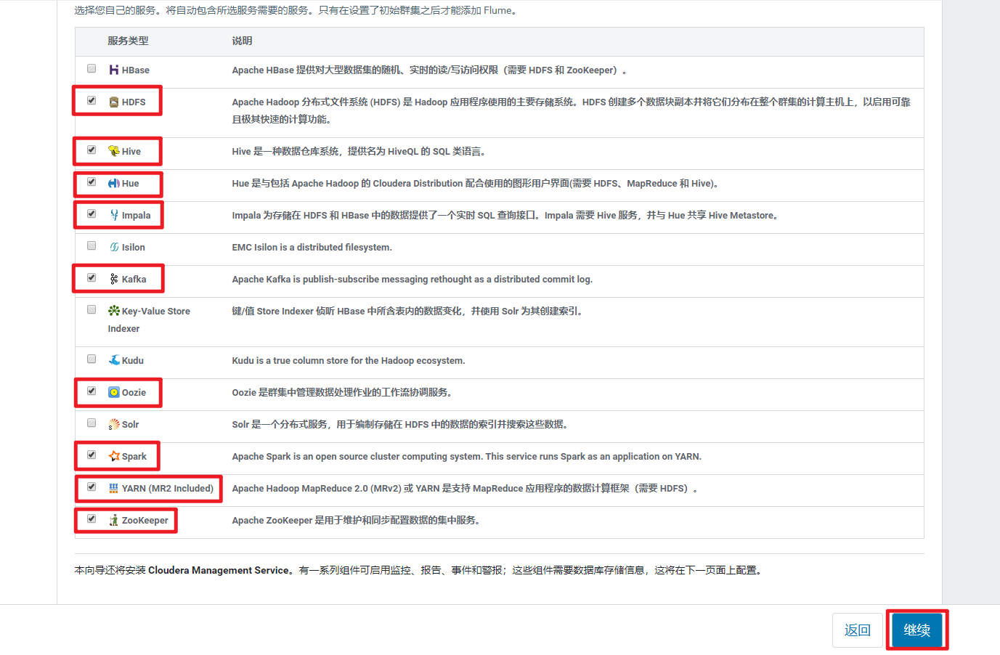 选择您自己的服务。将自动包含所选服务需要的服务。只有在设置了初始群集之后才能添加 Flume。
服务类型 说明
HBase Apache HBase 提供对大型数据集的随机、实时的读/写访问权限（需要 HDFS 和 ZooKeeper）。
HDFS Apache Hadoop 分布式文件系统 (HDFS) 是 Hadoop 应用程序使用的主要存储系统。HDFS 创建多个数据块副本并将它们分布在整个群集的计算主机上，以启用可靠
且极其快速的计算功能。
Hive Hive 是一种数据仓库系统，提供名为 HiveQL 的 SQL 类语言。
Hue Hue 是与包括 Apache Hadoop 的 Cloudera Distribution 配合使用的图形用户界面(需要 HDFS、MapReduce 和 Hive)。
Impala Impala 为存储在 HDFS 和 HBase 中的数据提供了一个实时 SQL 查询接口。Impala 需要 Hive 服务，并与 Hue 共享 Hive Metastore。
Isilon EMC Isilon is a distributed filesystem.
Kafka Apache Kafka is publish-subscribe messaging rethought as a distributed commit log.
Key-Value Store 键/值 Store Indexer 侦听 HBase 中所含表内的数据变化，并使用 Solr 为其创建索引。
Indexer
Kudu Kudu is a true column store for the Hadoop ecosystem.
Oozie Oozie 是群集中管理数据处理作业的工作流协调服务。
Solr Solr 是一个分布式服务，用于编制存储在 HDFS 中的数据的索引并搜索这些数据。
Spark Apache Spark is an open source cluster computing system. This service runs Spark as an application on YARN.
YARN (MR2 Included) Apache Hadoop MapReduce 2.0 (MRv2) 或 YARN 是支持 MapReduce 应用程序的数据计算框架（需要 HDFS）。
ZooKeeper Apache ZooKeeper 是用于维护和同步配置数据的集中服务。
本向导还将安装 Cloudera Management Service。有一系列组件可启用监控、报告、事件和警报；这些组件需要数据库存储信息，这将在下一页面上配置。
返回 继续